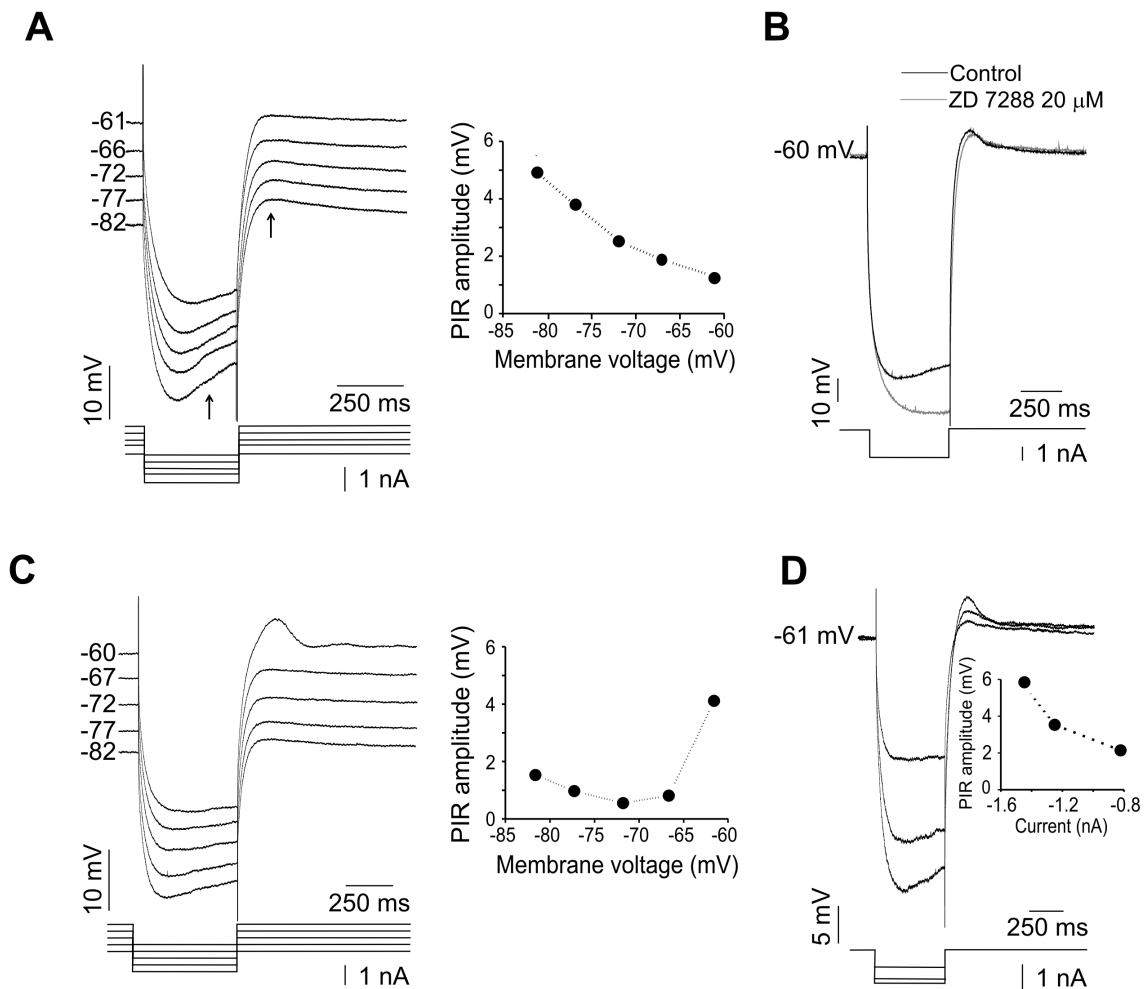 A
-61
-66
-72
-77
-82
10 mV
250 ms
1 nA
PIR amplitude (mV)
6
4
2
0
-85 -80 -75 -70 -65 -60
Membrane voltage (mV)
B
Control
ZD 7288 20 μM
-60 mV
10 mV
250 ms
1 nA
C
-60
-67
-72
-77
-82
10 mV
250 ms
1 nA
PIR amplitude (mV)
6
4
2
0
-85 -80 -75 -70 -65 -60
Membrane voltage (mV)
D
-61 mV
5 mV
250 ms
1 nA
PIR amplitude (mV)
6
4
2
0
-1.6 -1.2 -0.8
Current (nA)